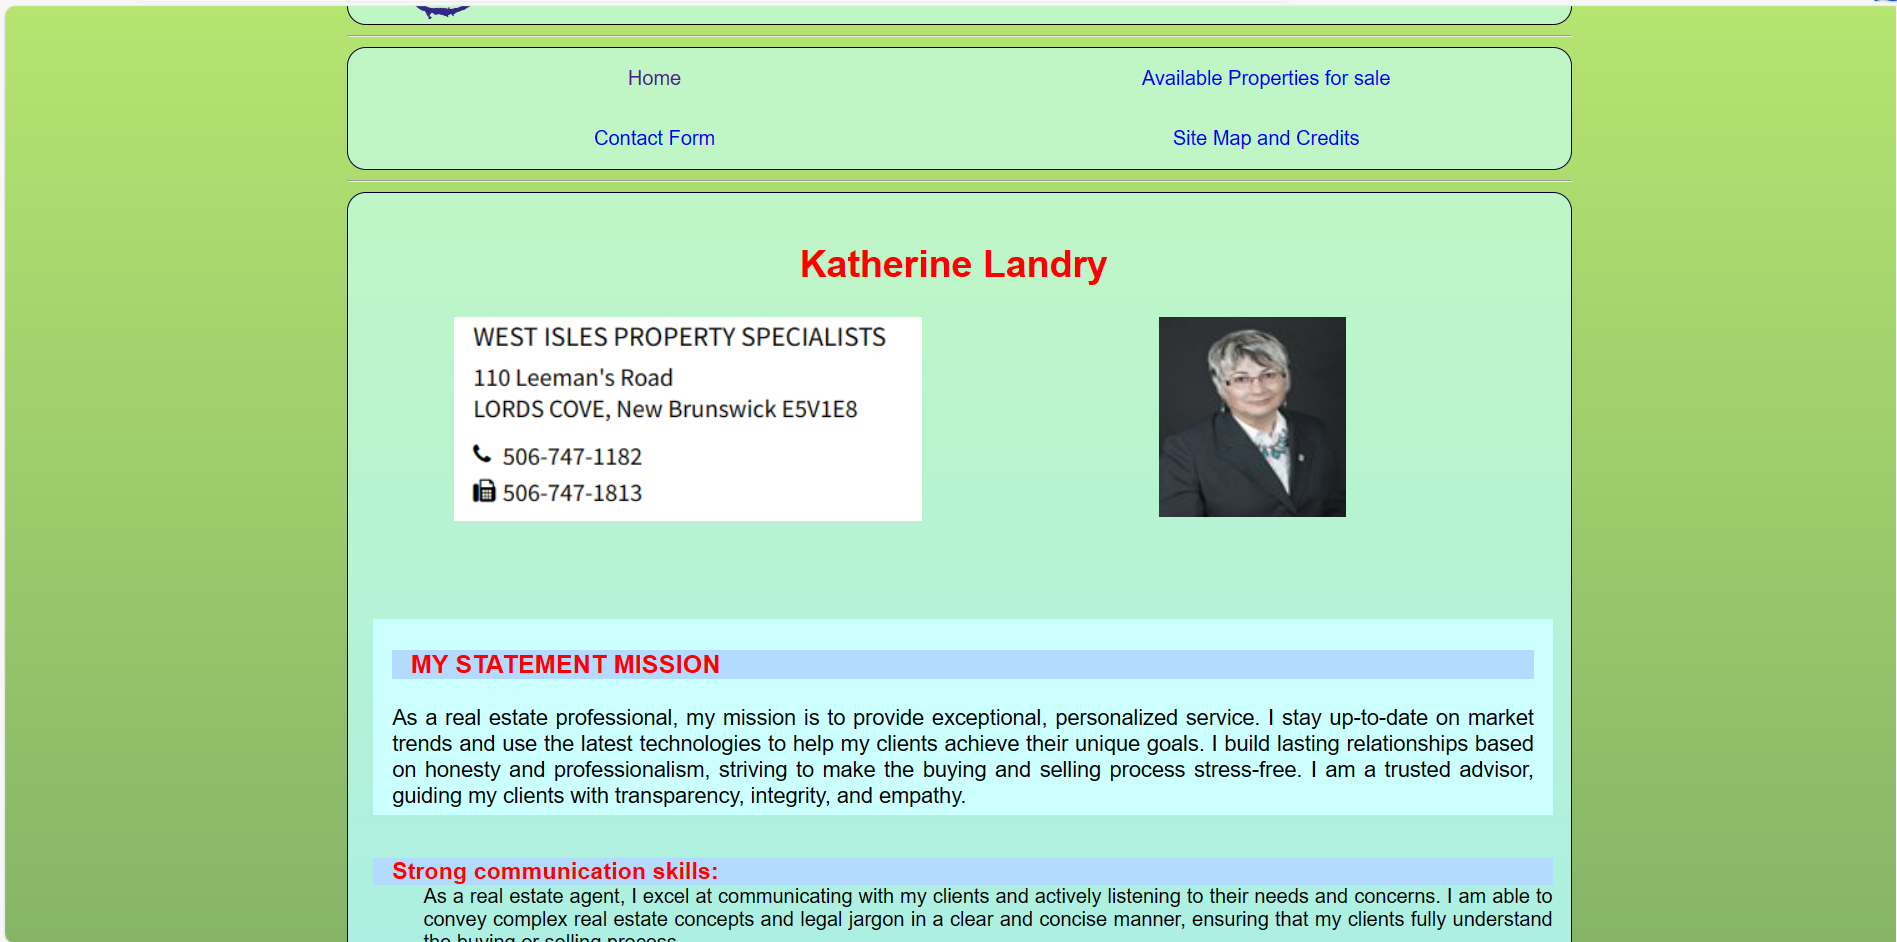 Home
Available Properties for sale
Contact Form
Site Map and Credits
Katherine Landry
WEST ISLES PROPERTY SPECIALISTS
110 Leeman's Road
LORDS COVE, New Brunswick E5V1E8
506-747-1182
506-747-1813
MY STATEMENT MISSION
As a real estate professional, my mission is to provide exceptional, personalized service. I stay up-to-date on market
trends and use the latest technologies to help my clients achieve their unique goals. I build lasting relationships based
on honesty and professionalism, striving to make the buying and selling process stress-free. I am a trusted advisor,
guiding my clients with transparency, integrity, and empathy.
Strong communication skills:
As a real estate agent, I excel at communicating with my clients and actively listening to their needs and concerns. I am able to
convey complex real estate concepts and legal jargon in a clear and concise manner, ensuring that my clients fully understand
the buying or selling process.